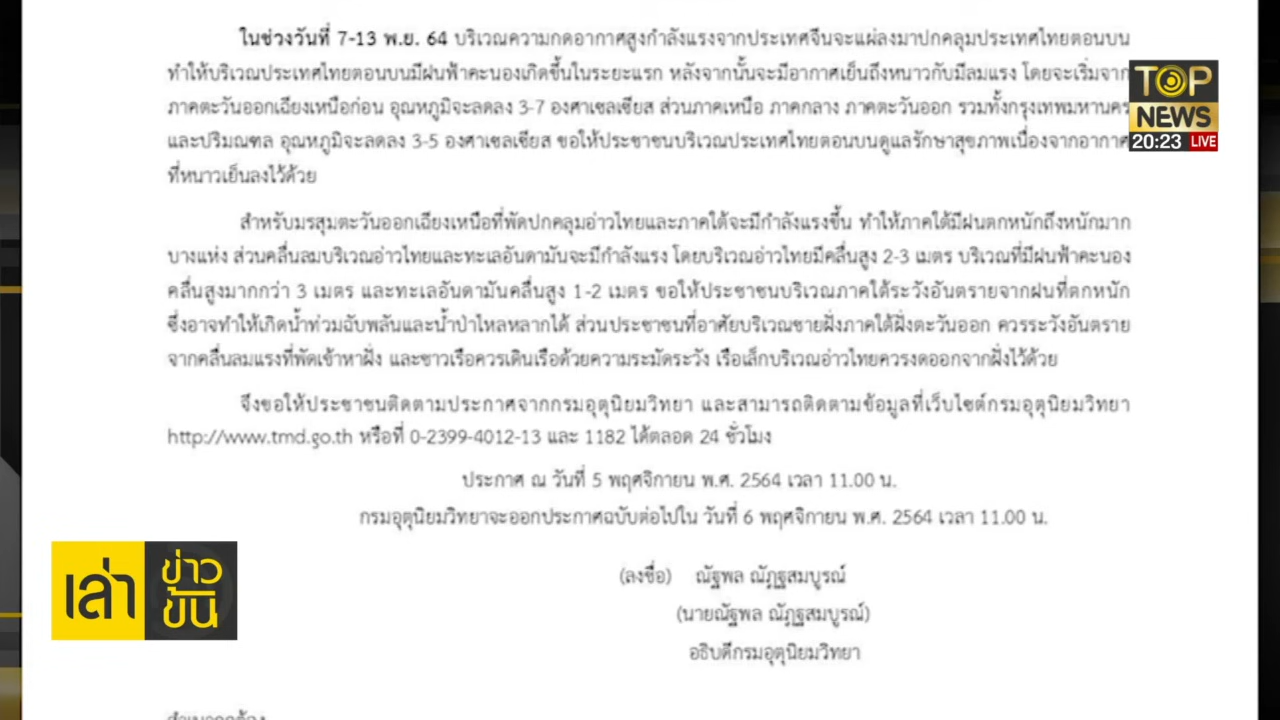 ในช่วงวันที่ 7-13 พ.ย. 64 บริเวณความกดอากาศสูงกำลังแรงจากประเทศจีนจะแผ่ลงมาปกคลุมประเทศไทยตอนบน
ทำให้บริเวณประเทศไทยตอนบนมีฝนฟ้าคะนองเกิดขึ้นในระยะแรก หลังจากนั้นจะมีอากาศเย็นถึงหนาวกับมีลมแรง โดยจะเริ่มจาก
ภาคตะวันออกเฉียงเหนือก่อน อุณหภูมิจะลดลง 3-7 องศาเซลเซียส ส่วนภาคเหนือ ภาคกลาง ภาคตะวันออก รวมทั้งกรุงเทพมหานคร
และปริมณฑล อุณหภูมิจะลดลง 3-5 องศาเซลเซียส ขอให้ประชาชนบริเวณประเทศไทยตอนบนดูแลรักษาสุขภาพเนื่องจากอากาศ
ที่หนาวเย็นลงไว้ด้วย
TOP
NEWS
20:23 LIVE
สำหรับมรสุมตะวันออกเฉียงเหนือที่พัดปกคลุมอ่าวไทยและภาคใต้จะมีกำลังแรงขึ้น ทำให้ภาคใต้มีฝนตกหนักถึงหนักมาก
บางแห่ง ส่วนคลื่นลมบริเวณอ่าวไทยและทะเลอันดามันจะมีกำลังแรง โดยบริเวณอ่าวไทยมีคลื่นสูง 2-3 เมตร บริเวณที่มีฝนฟ้าคะนอง
คลื่นสูงมากกว่า 3 เมตร และทะเลอันดามันคลื่นสูง 1-2 เมตร ขอให้ประชาชนบริเวณภาคใต้ระวังอันตรายจากฝนที่ตกหนัก
ซึ่งอาจทำให้เกิดน้ำท่วมฉับพลันและน้ำป่าไหลหลากได้ ส่วนประชาชนที่อาศัยบริเวณชายฝั่งภาคใต้ฝั่งตะวันออก ควรระวังอันตราย
จากคลื่นลมแรงที่พัดเข้าหาฝั่ง และชาวเรือควรเดินเรือด้วยความระมัดระวัง เรือเล็กบริเวณอ่าวไทยควรงดออกจากฝั่งไว้ด้วย
จึงขอให้ประชาชนติดตามประกาศจากกรมอุตุนิยมวิทยา และสามารถติดตามข้อมูลที่เว็บไซต์กรมอุตุนิยมวิทยา
http://www.tmd.go.th หรือที่ 0-2399-4012-13 และ 1182 ได้ตลอด 24 ชั่วโมง
ประกาศ ณ วันที่ 5 พฤศจิกายน พ.ศ. 2564 เวลา 11.00 น.
กรมอุตุนิยมวิทยาจะออกประกาศฉบับต่อไปใน วันที่ 6 พฤศจิกายน พ.ศ. 2564 เวลา 11.00 น.
(ลงชื่อ) ณัฐพล ณัฏฐสมบูรณ์
(นายณัฐพล ณัฏฐสมบูรณ์)
อธิบดีกรมอุตุนิยมวิทยา
เล่า
ข่าว
ข้น
สำเนาถูกต้อง